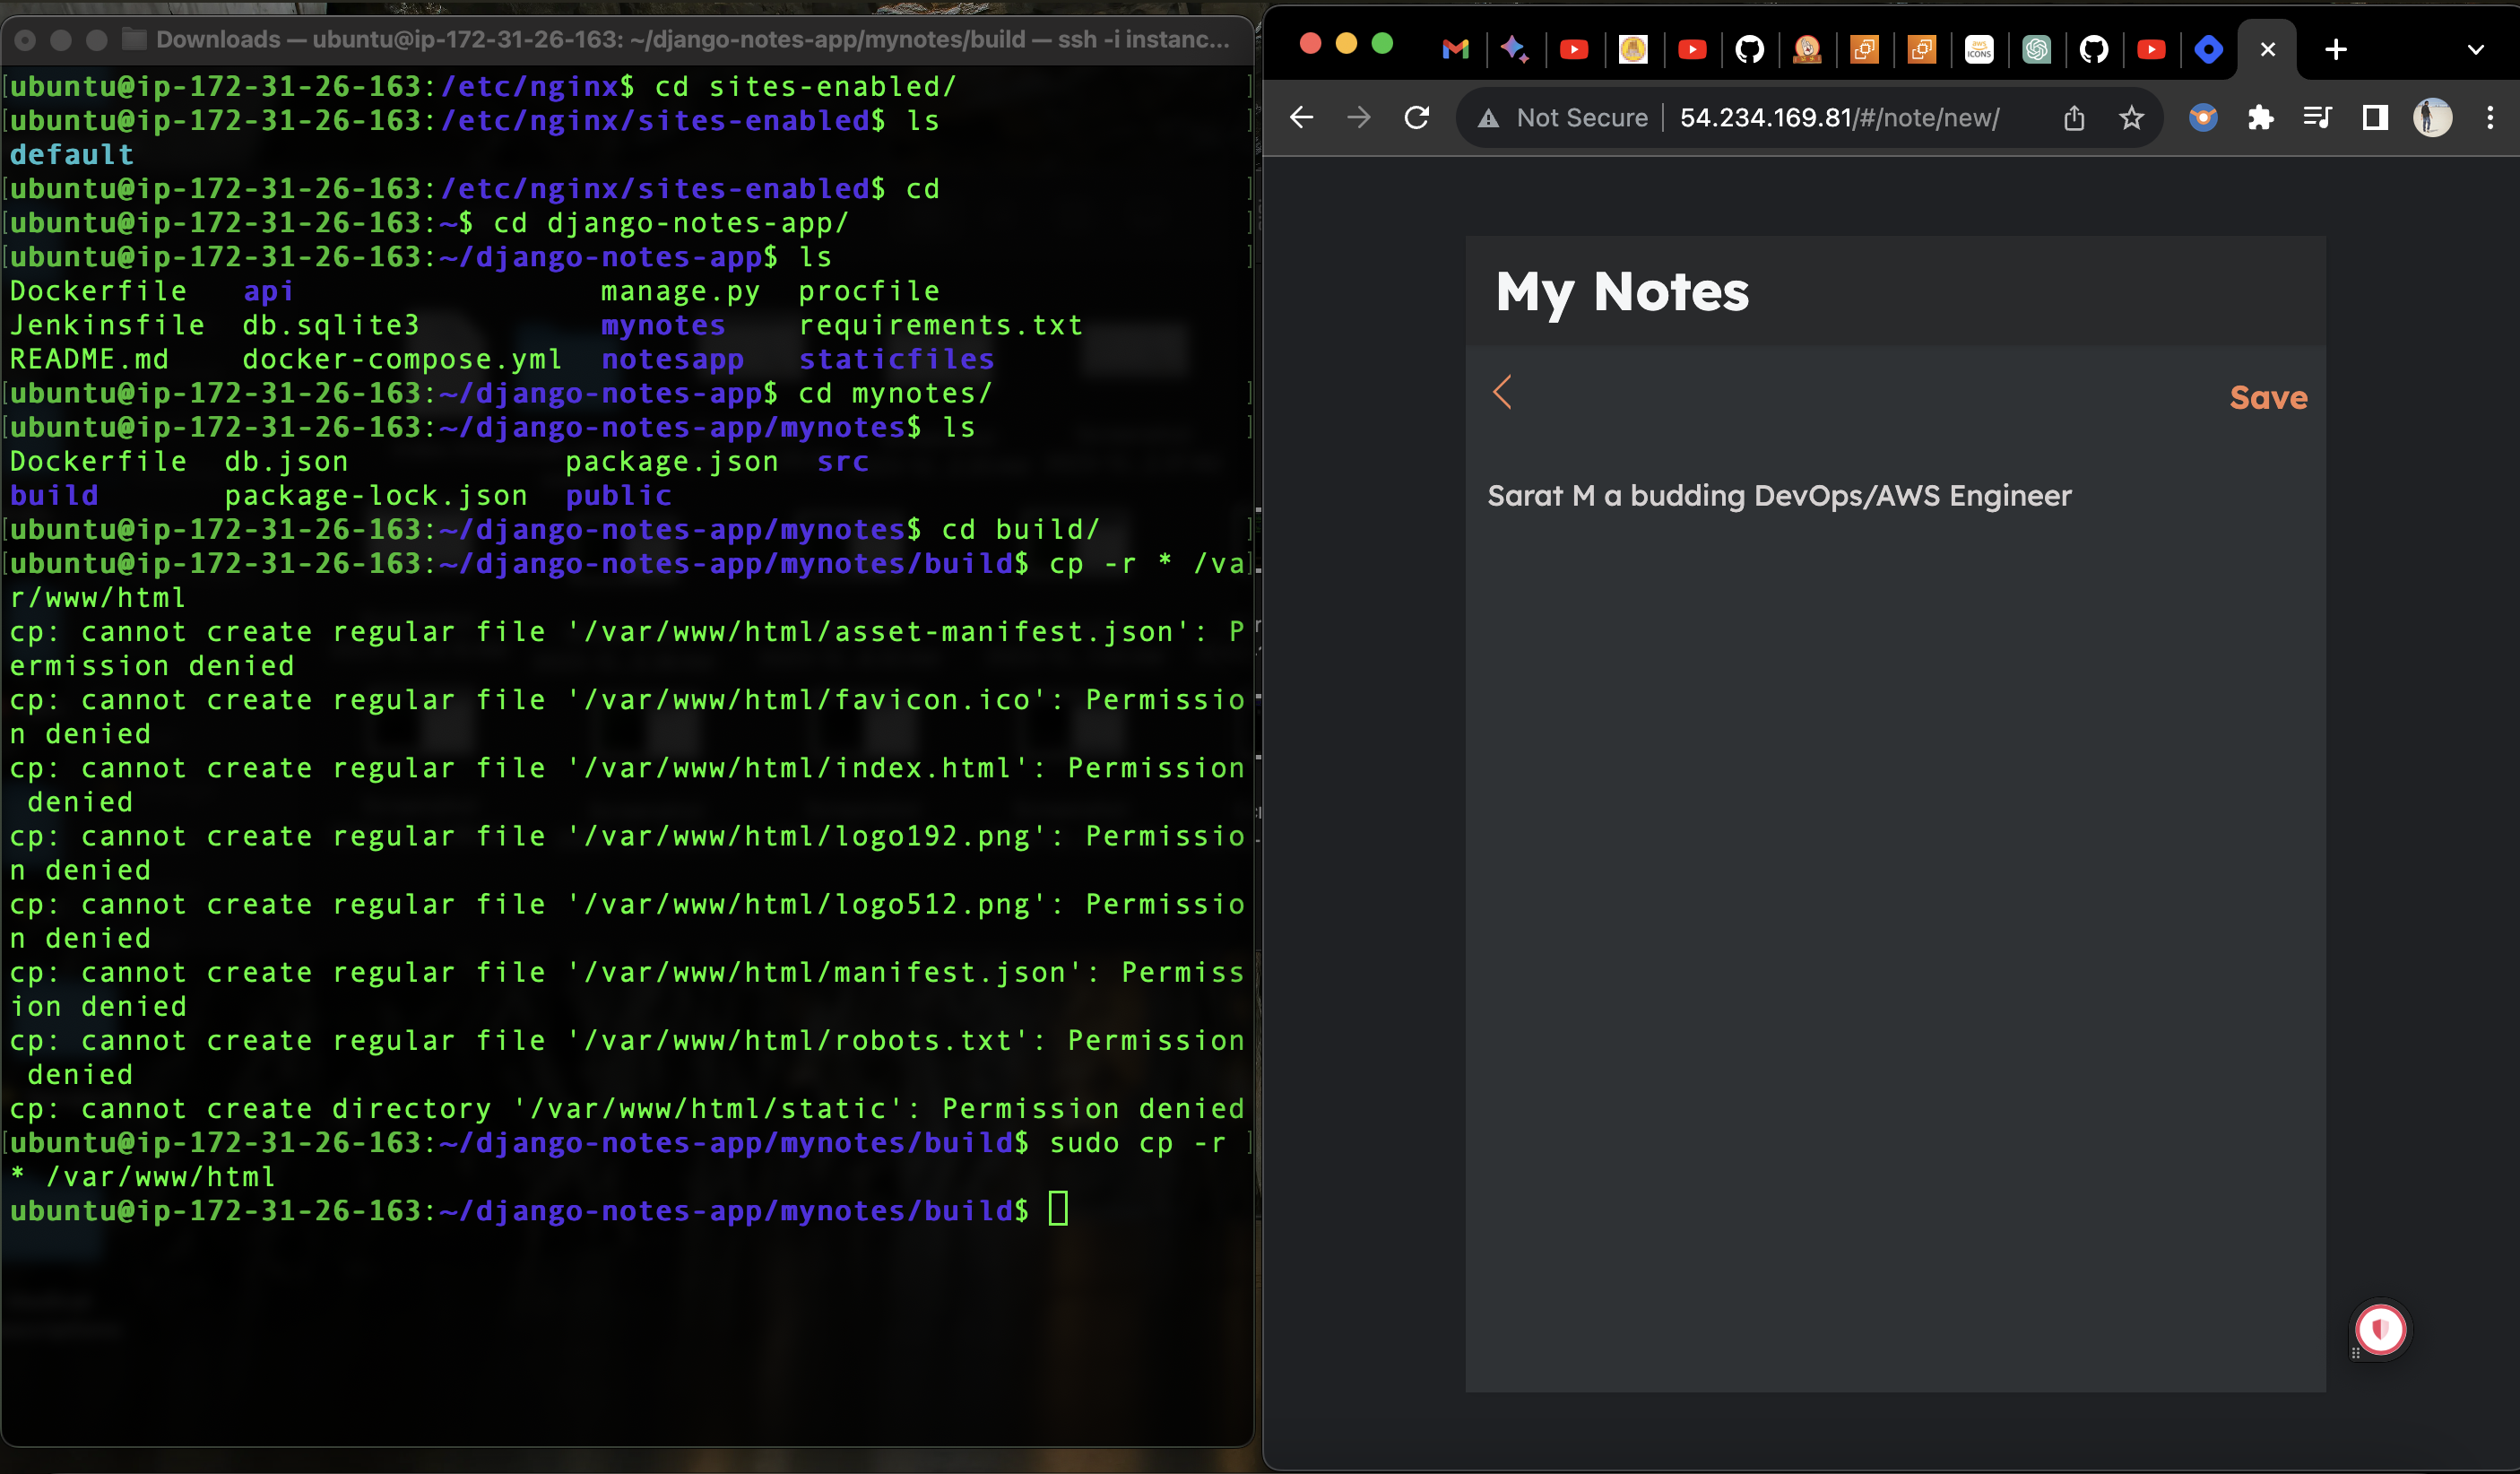 Downloads — ubuntu@ip-172-31-26-163: ~/django-notes-app/mynotes/build — ssh -i instanc...
ubuntu@ip-172-31-26-163:/etc/nginx$ cd sites-enabled/
ubuntu@ip-172-31-26-163:/etc/nginx/sites-enabled$ ls
default
ubuntu@ip-172-31-26-163:/etc/nginx/sites-enabled$ cd
ubuntu@ip-172-31-26-163:~$ cd django-notes-app/
ubuntu@ip-172-31-26-163:~/django-notes-app$ ls
Dockerfile api manage.py procfile
Jenkinsfile db.sqlite3 mynotes requirements.txt
README.md docker-compose.yml notesapp staticfiles
ubuntu@ip-172-31-26-163:~/django-notes-app$ cd mynotes/
ubuntu@ip-172-31-26-163:~/django-notes-app/mynotes$ ls
Dockerfile db.json package.json src
build package-lock.json public
ubuntu@ip-172-31-26-163:~/django-notes-app/mynotes$ cd build/
ubuntu@ip-172-31-26-163:~/django-notes-app/mynotes/build$ cp -r * /va
r/www/html
cp: cannot create regular file '/var/www/html/asset-manifest.json': P
ermission denied
cp: cannot create regular file '/var/www/html/favicon.ico': Permissio
n denied
cp: cannot create regular file '/var/www/html/index.html': Permission
denied
cp: cannot create regular file '/var/www/html/logo192.png': Permissio
n denied
cp: cannot create regular file '/var/www/html/logo512.png': Permissio
n denied
cp: cannot create regular file '/var/www/html/manifest.json': Permiss
ion denied
cp: cannot create regular file '/var/www/html/robots.txt': Permission
denied
cp: cannot create directory '/var/www/html/static': Permission denied
ubuntu@ip-172-31-26-163:~/django-notes-app/mynotes/build$ sudo cp -r
* /var/www/html
ubuntu@ip-172-31-26-163:~/django-notes-app/mynotes/build$
aws
ICONS
Not Secure 54.234.169.81/#/note/new/
My Notes
Save
Sarat M a budding DevOps/AWS Engineer